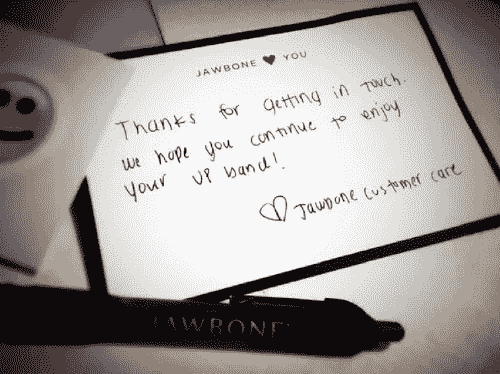 JAWBONE ♥ YOU
Thanks for getting in touch.
we hope you continue to enjoy
your UP band!
♡ Jawbone customer care
JAWBONE